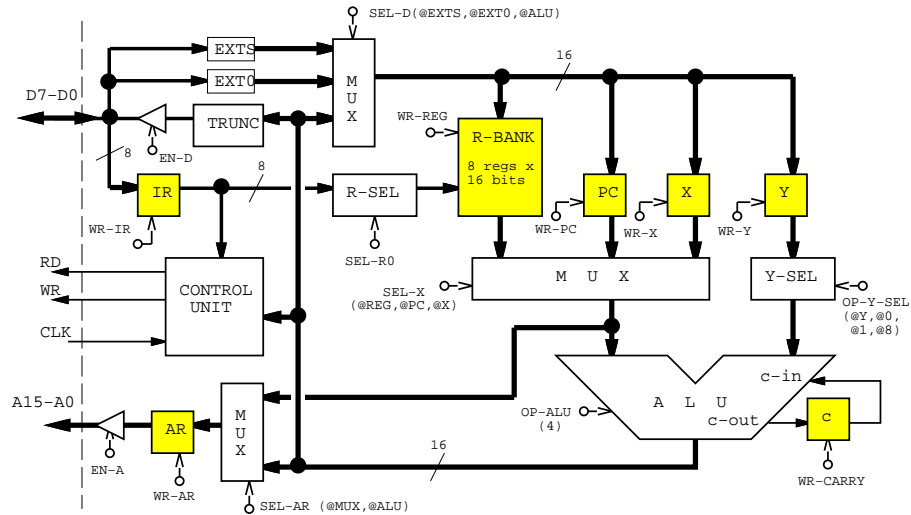 SEL-D(@EXTS,@EXT0,@ALU)
EXTS
EXT0
M
U
X
16
D7-D0
TRUNC
WR-REG
R-BANK
8 regs x
16 bits
8
EN-D
8
IR
R-SEL
PC
X
Y
WR-IR
SEL-R0
WR-PC
WR-X
WR-Y
RD
WR
CLK
CONTROL
UNIT
SEL-X
(@REG,@PC,@X)
M U X
Y-SEL
OP-Y-SEL
(@Y,@0,
@1,@8)
A15-A0
AR
M
U
X
OP-ALU
(4)
A L U
c-in
c-out
c
16
EN-A
WR-AR
SEL-AR (@MUX,@ALU)
WR-CARRY